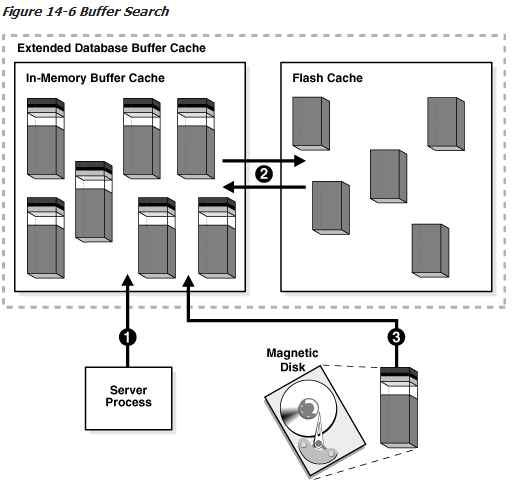 Figure 14-6 Buffer Search
Extended Database Buffer Cache
In-Memory Buffer Cache
Flash Cache
2
1
3
Server
Process
Magnetic
Disk